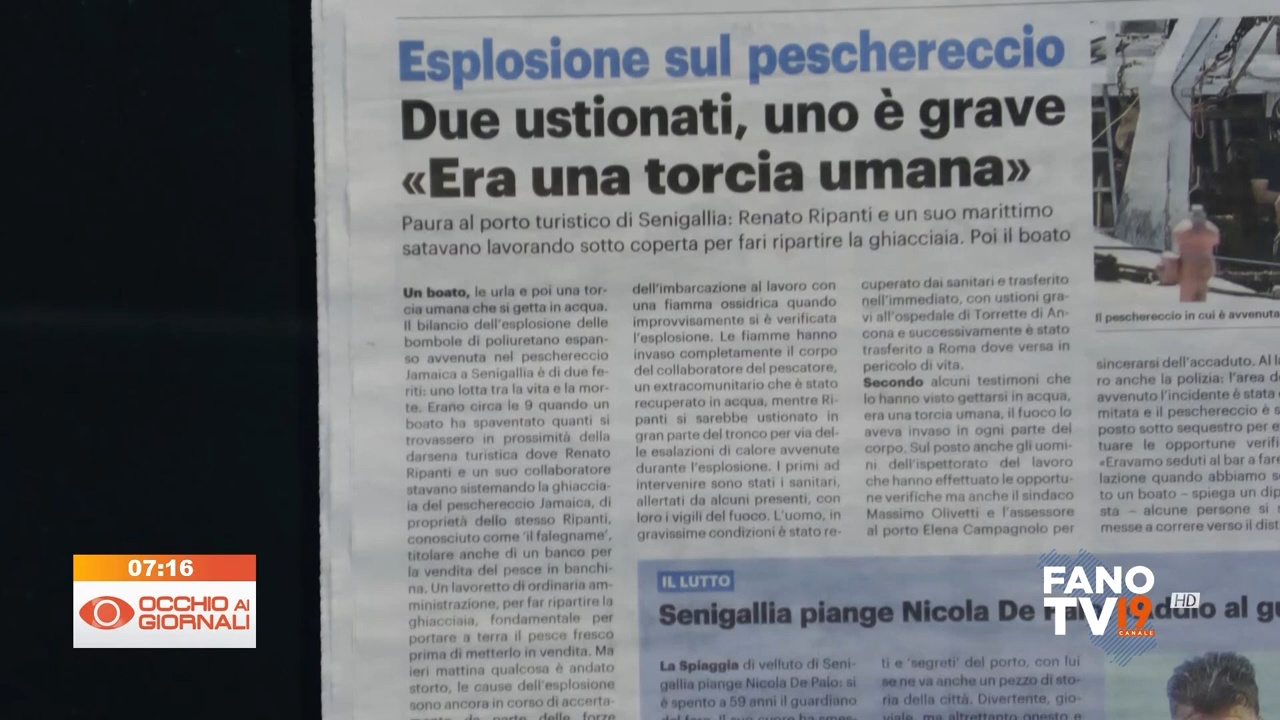 Esplosione sul peschereccio
Due ustionati, uno è grave
«Era una torcia umana»
Paura al porto turistico di Senigallia: Renato Ripanti e un suo marittimo
satavano lavorando sotto coperta per fari ripartire la ghiacciaia. Poi il boato
Un boato, le urla e poi una tor-
cia umana che si getta in acqua.
Il bilancio dell'esplosione delle
bombole di poliuretano espan-
so avvenuta nel peschereccio
Jamaica a Senigallia è di due fe-
riti: uno lotta tra la vita e la mor-
te. Erano circa le 9 quando un
boato ha spaventato quanti si
trovassero in prossimità della
darsena turistica dove Renato
Ripanti e un suo collaboratore
stavano sistemando la ghiaccia-
ia del peschereccio Jamaica, di
proprietà dello stesso Ripanti,
conosciuto come 'il falegname',
titolare anche di un banco per
la vendita del pesce in banchi-
na. Un lavoretto di ordinaria am-
ministrazione, per far ripartire la
ghiacciaia, fondamentale per
portare a terra il pesce fresco
prima di metterlo in vendita. Ma
ieri mattina qualcosa è andato
storto, le cause dell'esplosione
sono ancora in corso di accerta-
mento da parte delle forze
dell'imbarcazione al lavoro con
una fiamma ossidrica quando
improvvisamente si è verificata
l'esplosione. Le fiamme hanno
invaso completamente il corpo
del collaboratore del pescatore,
un extracomunitario che è stato
recuperato in acqua, mentre Ri-
panti si sarebbe ustionato in
gran parte del tronco per via del-
le esalazioni di calore avvenute
durante l'esplosione. I primi ad
intervenire sono stati i sanitari,
allertati da alcuni presenti, con
loro i vigili del fuoco. L'uomo, in
gravissime condizioni è stato re-
cuperato dai sanitari e trasferito
nell'immediato, con ustioni gra-
vi all'ospedale di Torrette di An-
cona e successivamente è stato
trasferito a Roma dove versa in
pericolo di vita.
Secondo alcuni testimoni che
lo hanno visto gettarsi in acqua,
era una torcia umana, il fuoco lo
aveva invaso in ogni parte del
corpo. Sul posto anche gli uomi-
ni dell'ispettorato del lavoro
che hanno effettuato le opportu-
ne verifiche ma anche il sindaco
Massimo Olivetti e l'assessore
al porto Elena Campagnolo per
Il peschereccio in cui è avvenuta
sincerarsi dell'accaduto. Al l
ro anche la polizia: l'area d
avvenuto l'incidente è stata
mitata e il peschereccio è s
posto sotto sequestro per e
tuare le opportune verifi
«Eravamo seduti al bar a fare
lazione quando abbiamo s
to un boato – spiega un dip
sta – alcune persone si
messe a correre verso il dist
IL LUTTO
Senigallia piange Nicola De
al g
La Spiaggia di velluto di Seni-
gallia piange Nicola De Palo: si
è spento a 59 anni il guardiano
ti e 'segreti' del porto, con lui
se ne va anche un pezzo di sto-
ria della città. Divertente, gio-
viale, ma altrettanto onesto e
07:16
OCCHIO AI
GIORNALI
FANO
TV 19 HD
CANALE